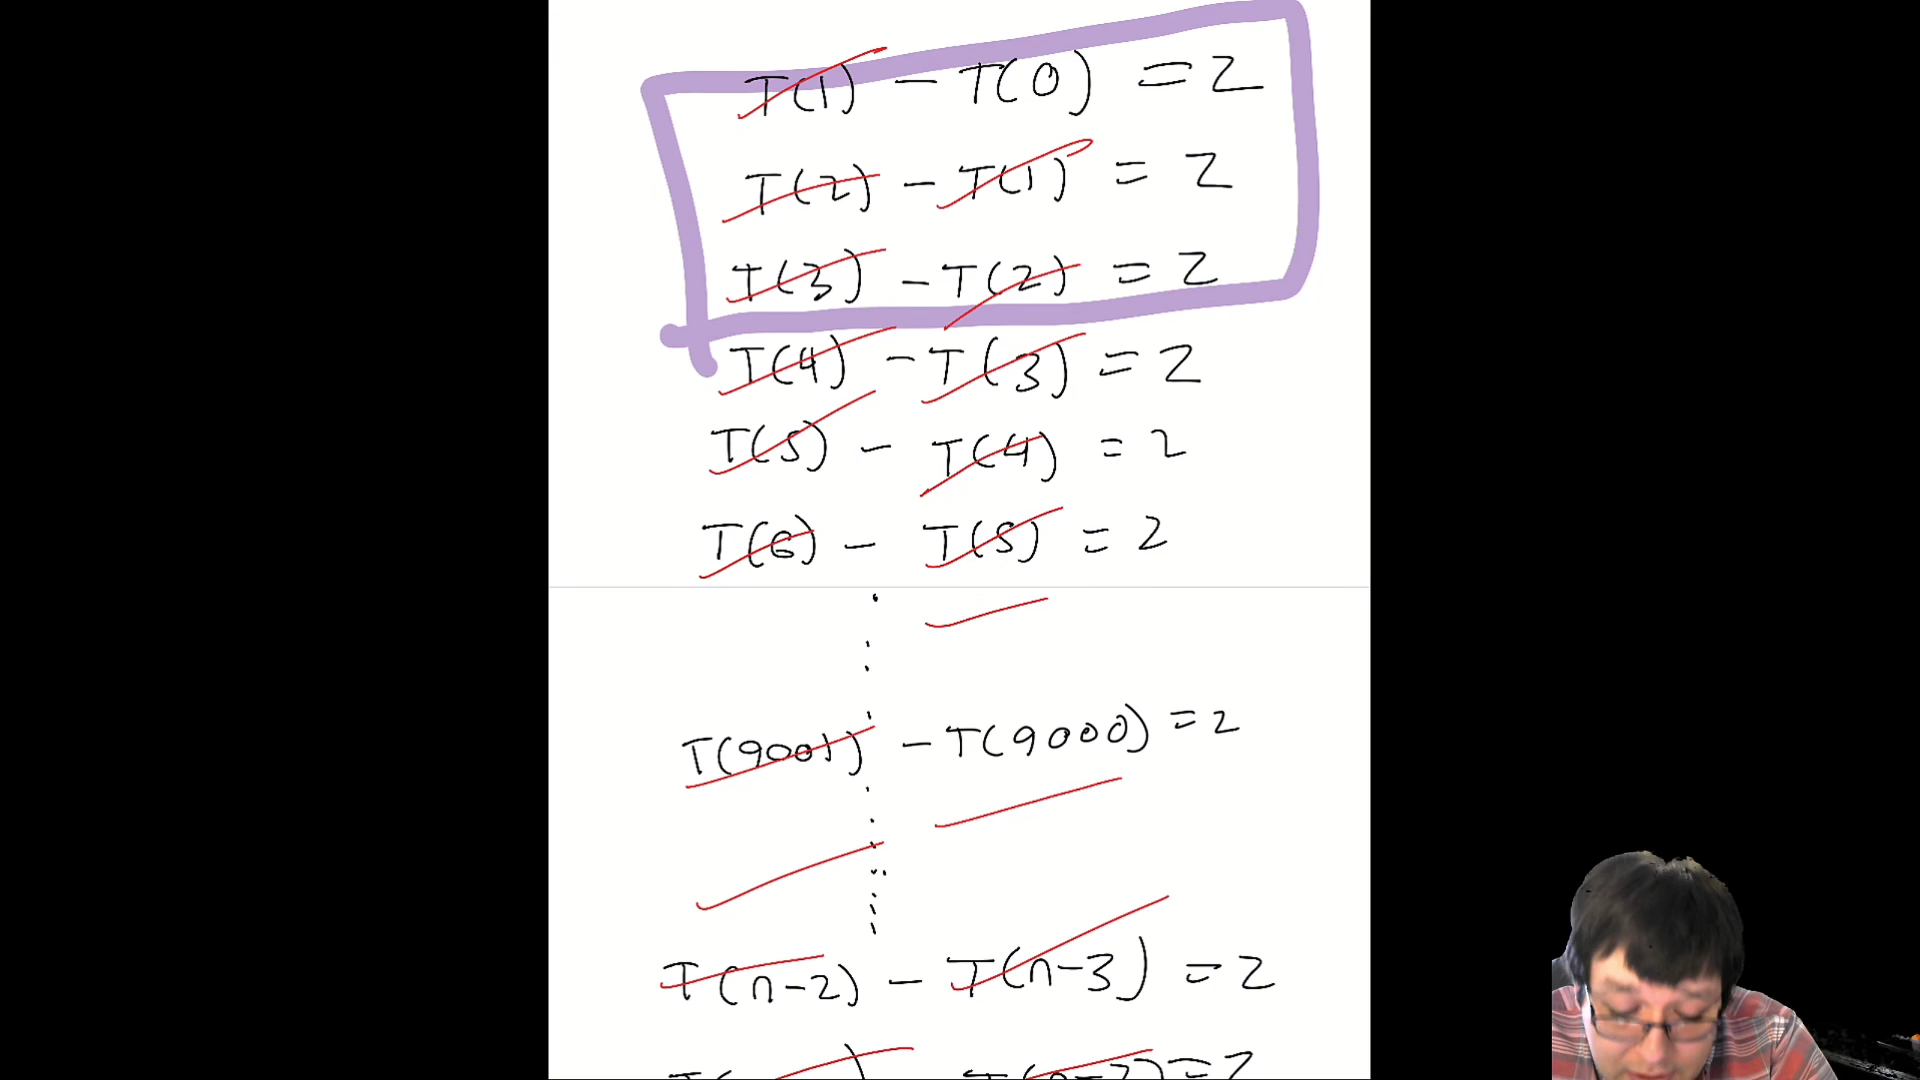 T(1) - T(0) = 2
T(2) - T(1) = 2
T(3) - T(2) = 2
T(4) - T(3) = 2
T(5) - T(4) = 2
T(6) - T(5) = 2
T(9001) - T(9000) = 2
T(n-2) - T(n-3) = 2